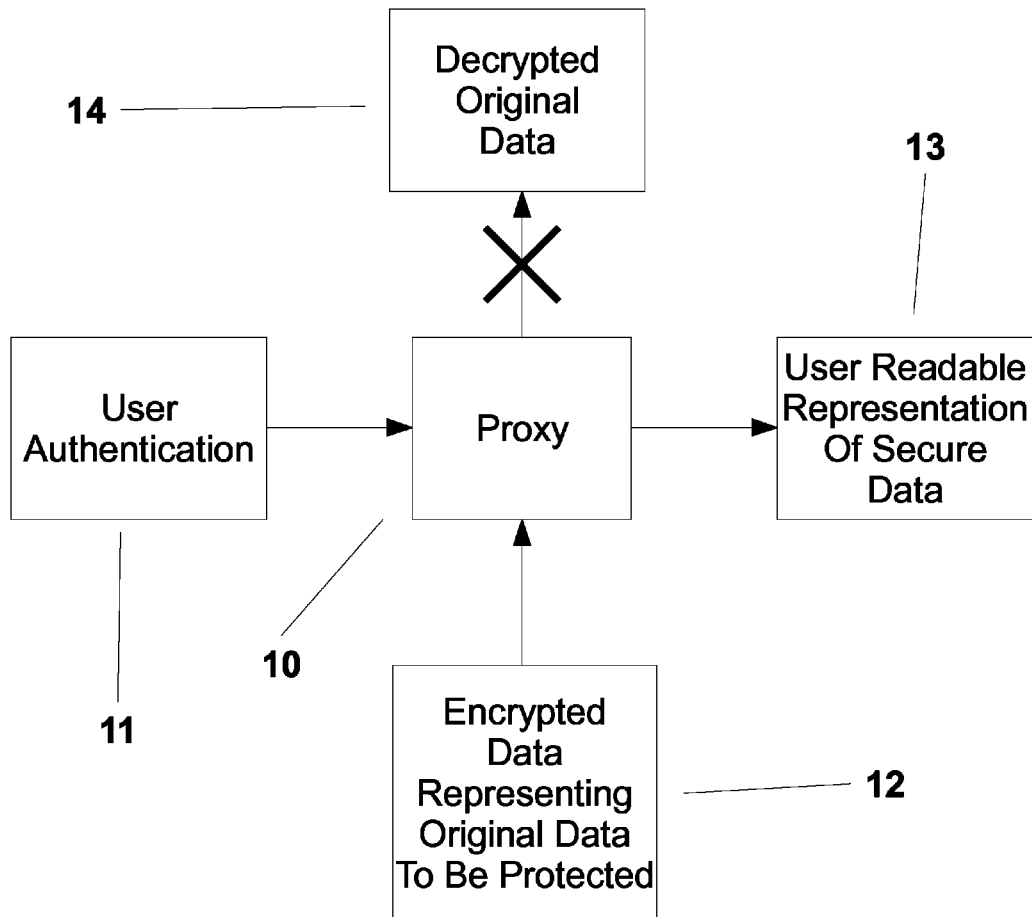 Decrypted
Original
Data
14
13
User
Authentication
Proxy
User Readable
Representation
Of Secure
Data
10
11
Encrypted
Data
Representing
Original Data
To Be Protected
12